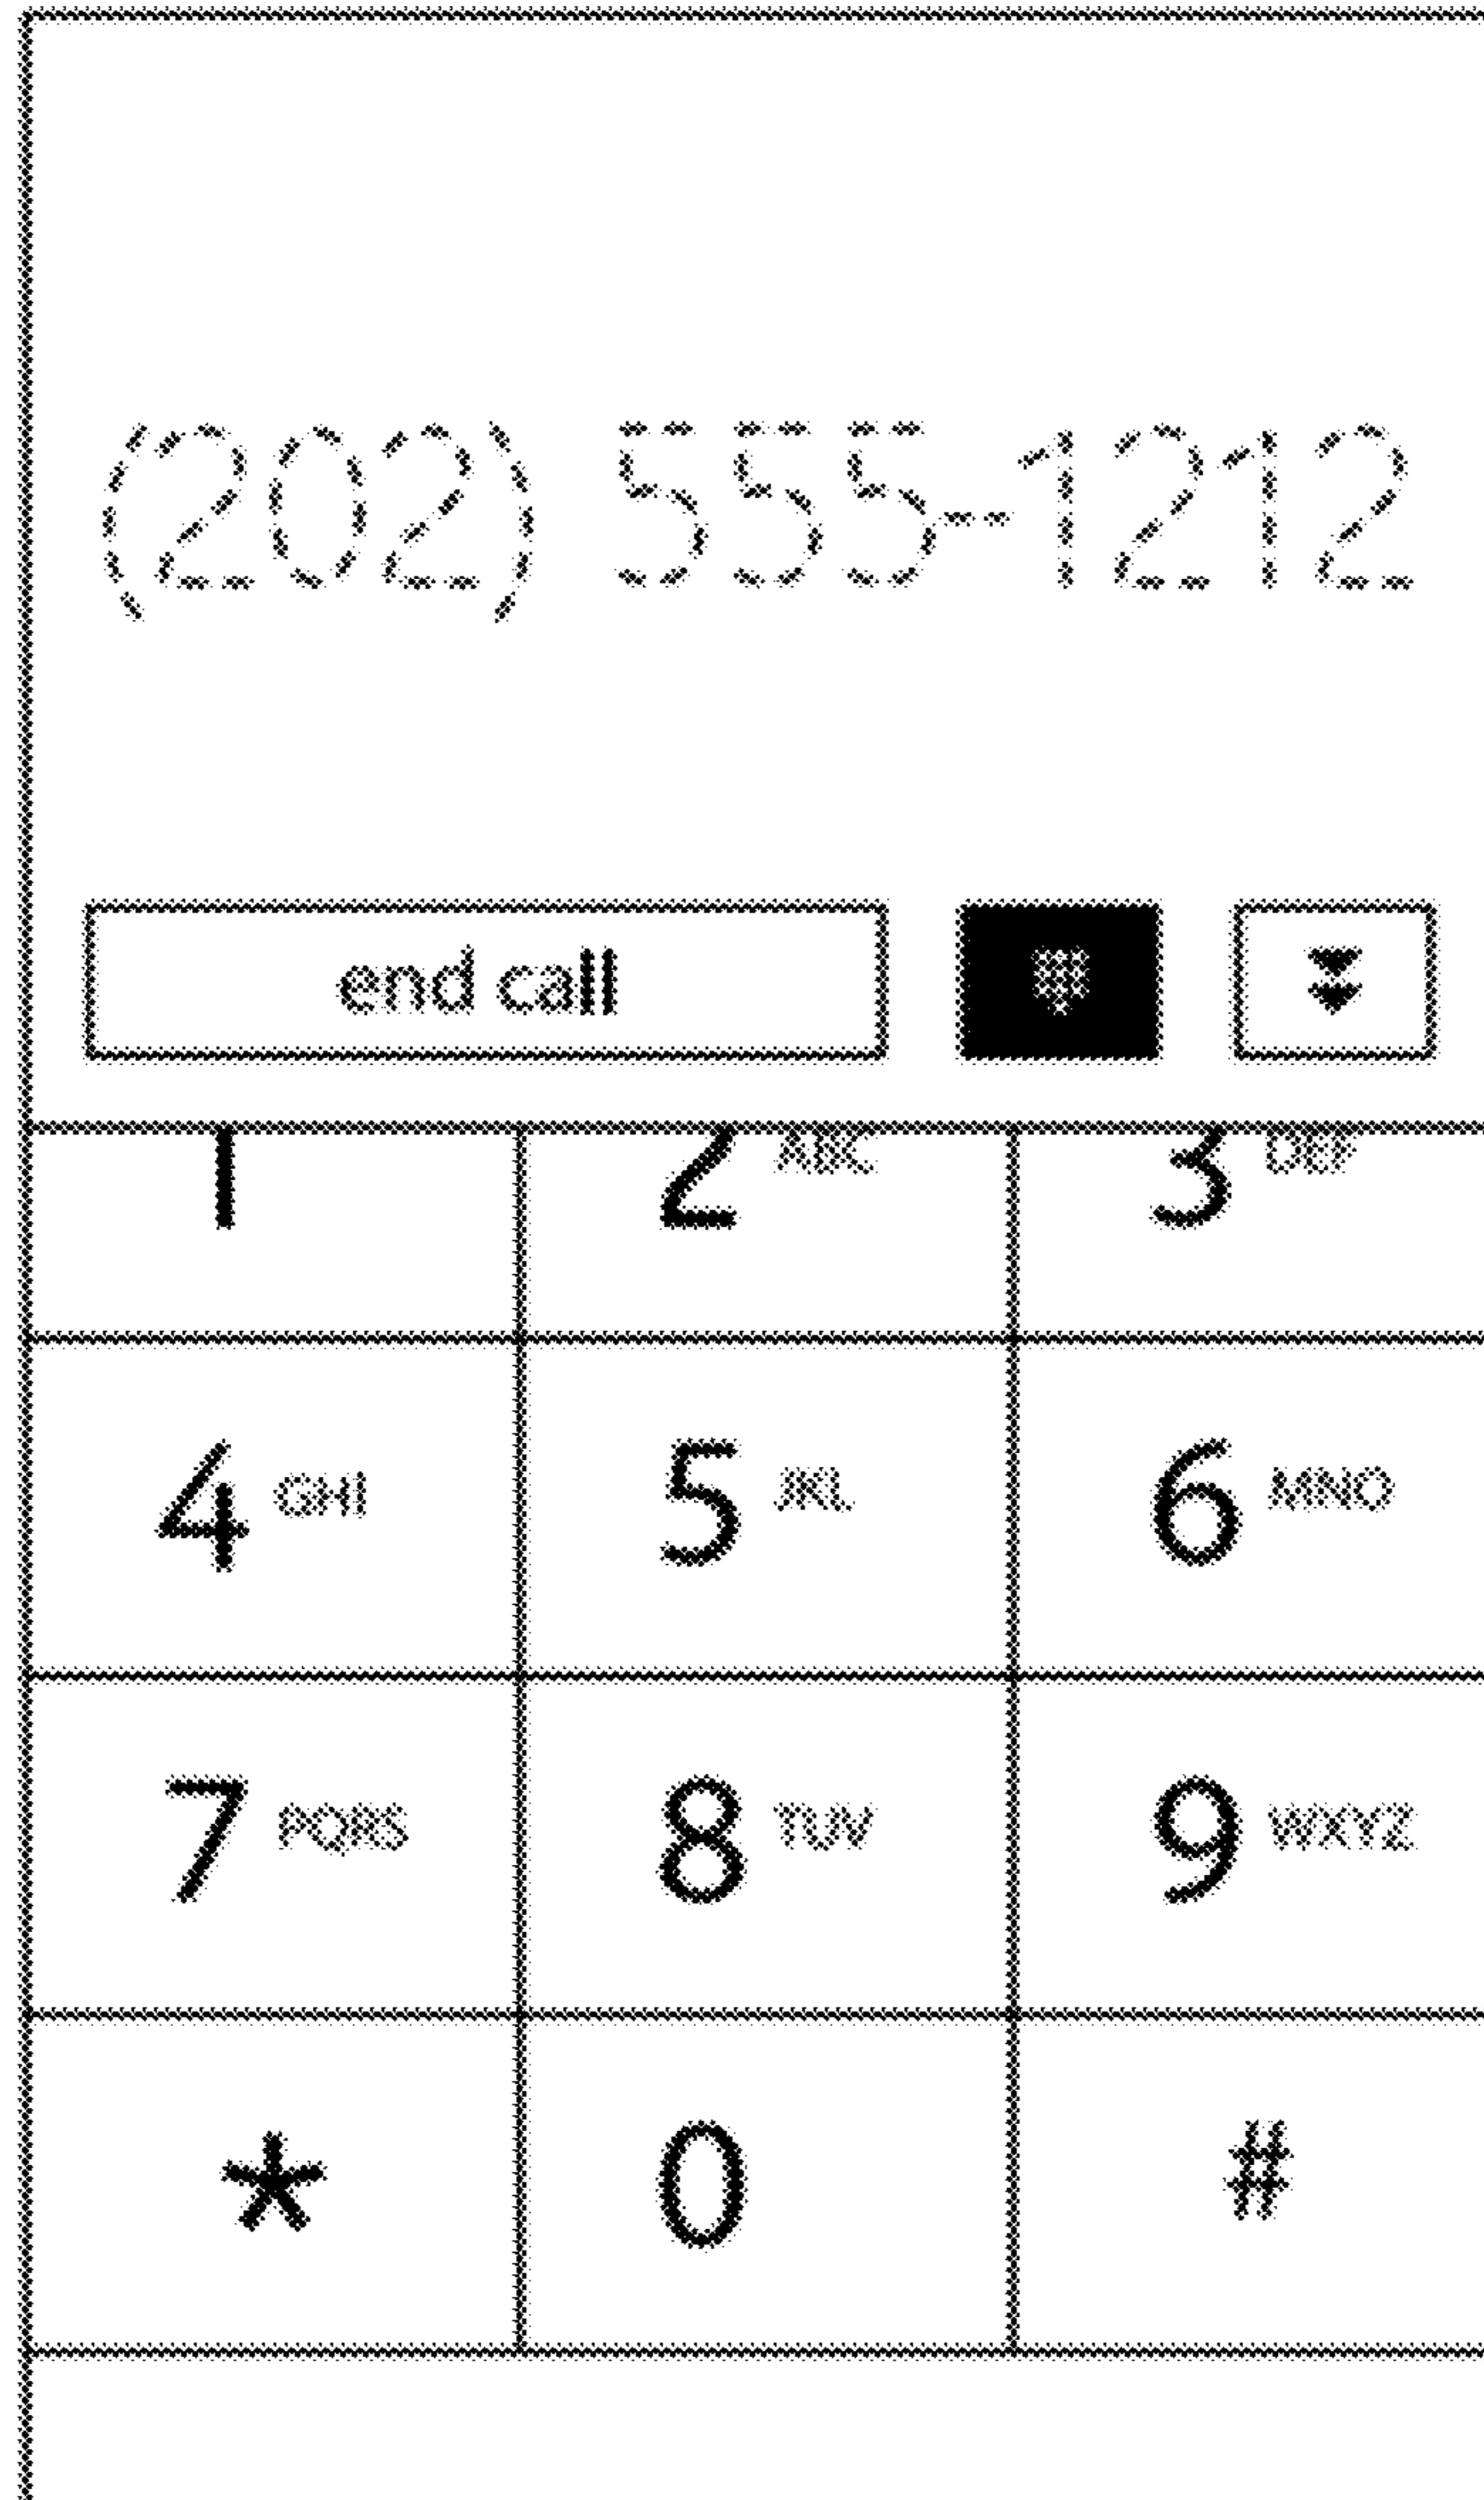 (202) 555-1212
end call
1 2 ABC 3 DEF
4 GHI 5 JKL 6 MNO
7 PQRS 8 TUV 9 WXYZ
* 0 #